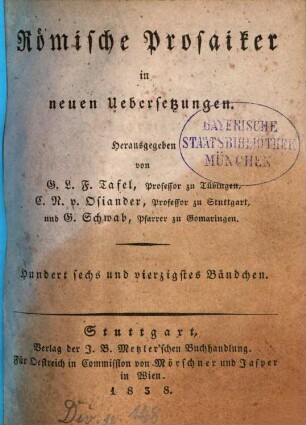 Römische Prosaiker
in
neuen Uebersetzungen.
Herausgegeben
von
G. L. F. Tafel, Professor zu Tübingen,
C. N. v. Osiander, Professor zu Stuttgart,
und G. Schwab, Pfarrer zu Gomaringen.
BAYERISCHE
STAATSBIBLIOTHEK
MÜNCHEN
Hundert sechs und vierzigstes Bändchen.
Stuttgart,
Verlag der J. B. Metzler'schen Buchhandlung.
Für Oestreich in Commission von Mörschner und Jasper
in Wien.
1838.